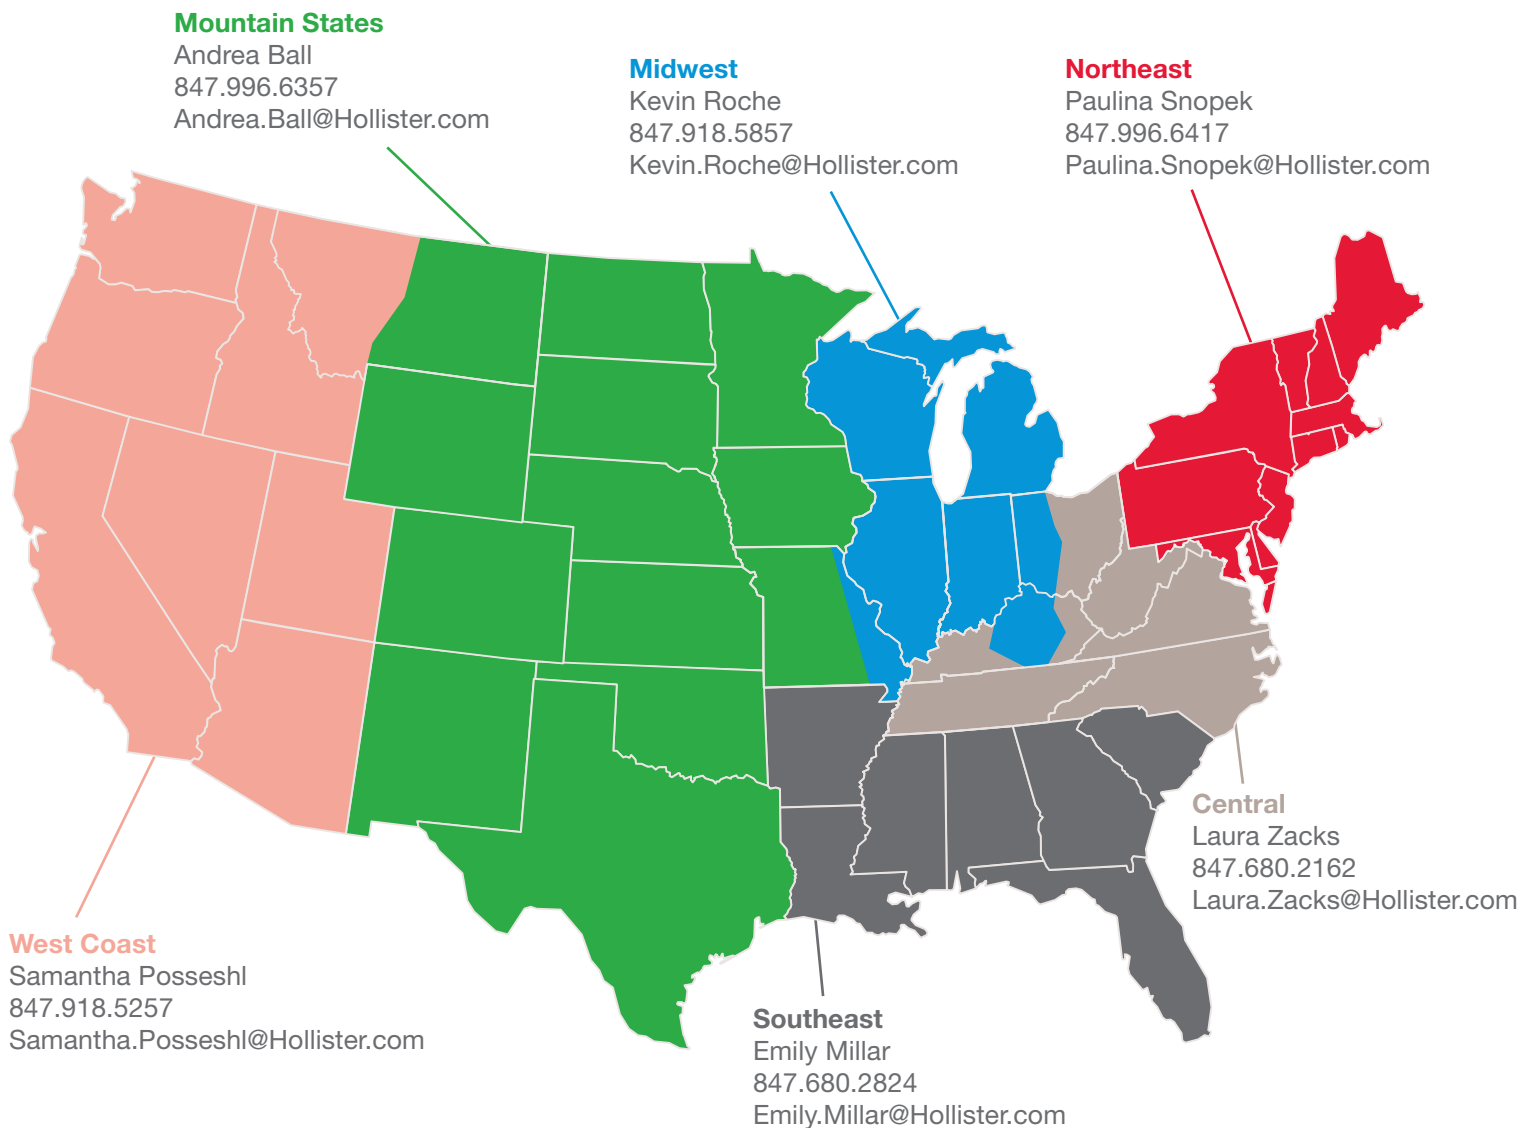 Mountain States
Andrea Ball
847.996.6357
Andrea.Ball@Hollister.com
Midwest
Kevin Roche
847.918.5857
Kevin.Roche@Hollister.com
Northeast
Paulina Snopek
847.996.6417
Paulina.Snopek@Hollister.com
Central
Laura Zacks
847.680.2162
Laura.Zacks@Hollister.com
West Coast
Samantha Posseshl
847.918.5257
Samantha.Posseshl@Hollister.com
Southeast
Emily Millar
847.680.2824
Emily.Millar@Hollister.com